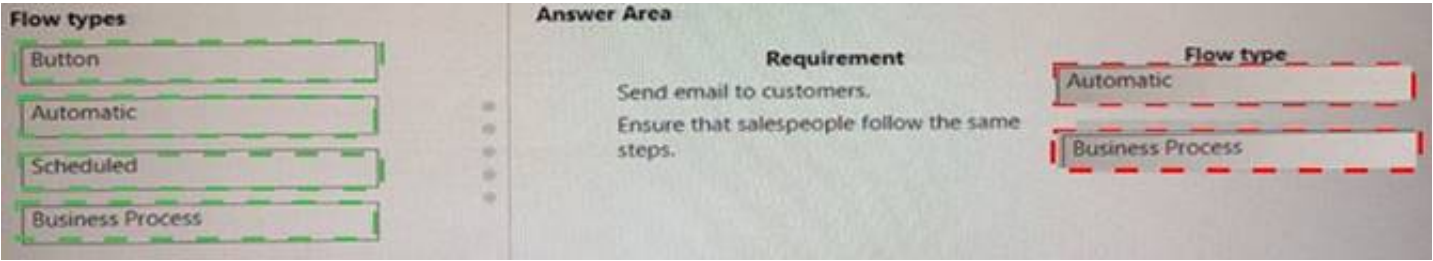 Flow types
Button
Automatic
Scheduled
Business Process
Answer Area
Requirement
Flow type
Send email to customers.
Automatic
Ensure that salespeople follow the same
steps.
Business Process